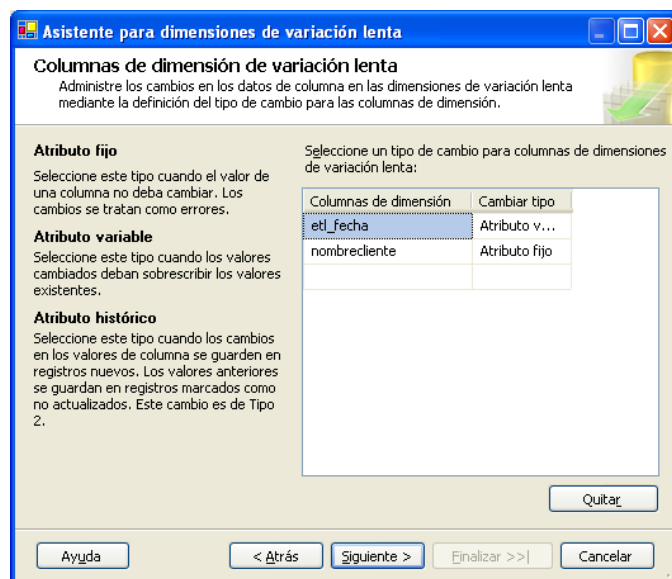 Asistente para dimensiones de variación lenta
Columnas de dimensión de variación lenta
Administre los cambios en los datos de
columna en las dimensiones de variación lenta
mediante la definición del tipo de cambio para las columnas de dimensión.
Atributo fijo
Seleccione este tipo cuando el valor de
una columna no deba cambiar. Los
cambios se tratan como errores.
Atributo variable
Seleccione este tipo cuando los valores
cambiados deban sobrescribir los valores
existentes.
Atributo histórico
Seleccione este tipo cuando los cambios
en los valores de columna se guarden en
registros nuevos. Los valores anteriores
se guardan en registros marcados como
no actualizados. Este cambio es de Tipo
2.
Seleccione un tipo de cambio para columnas de dimensiones
de variación lenta:
Columnas de dimensión Cambiar tipo
etl_fecha Atributo v...
nombrecliente Atributo fijo
Quitar
Ayuda < Atrás Siguiente > Finalizar >>| Cancelar